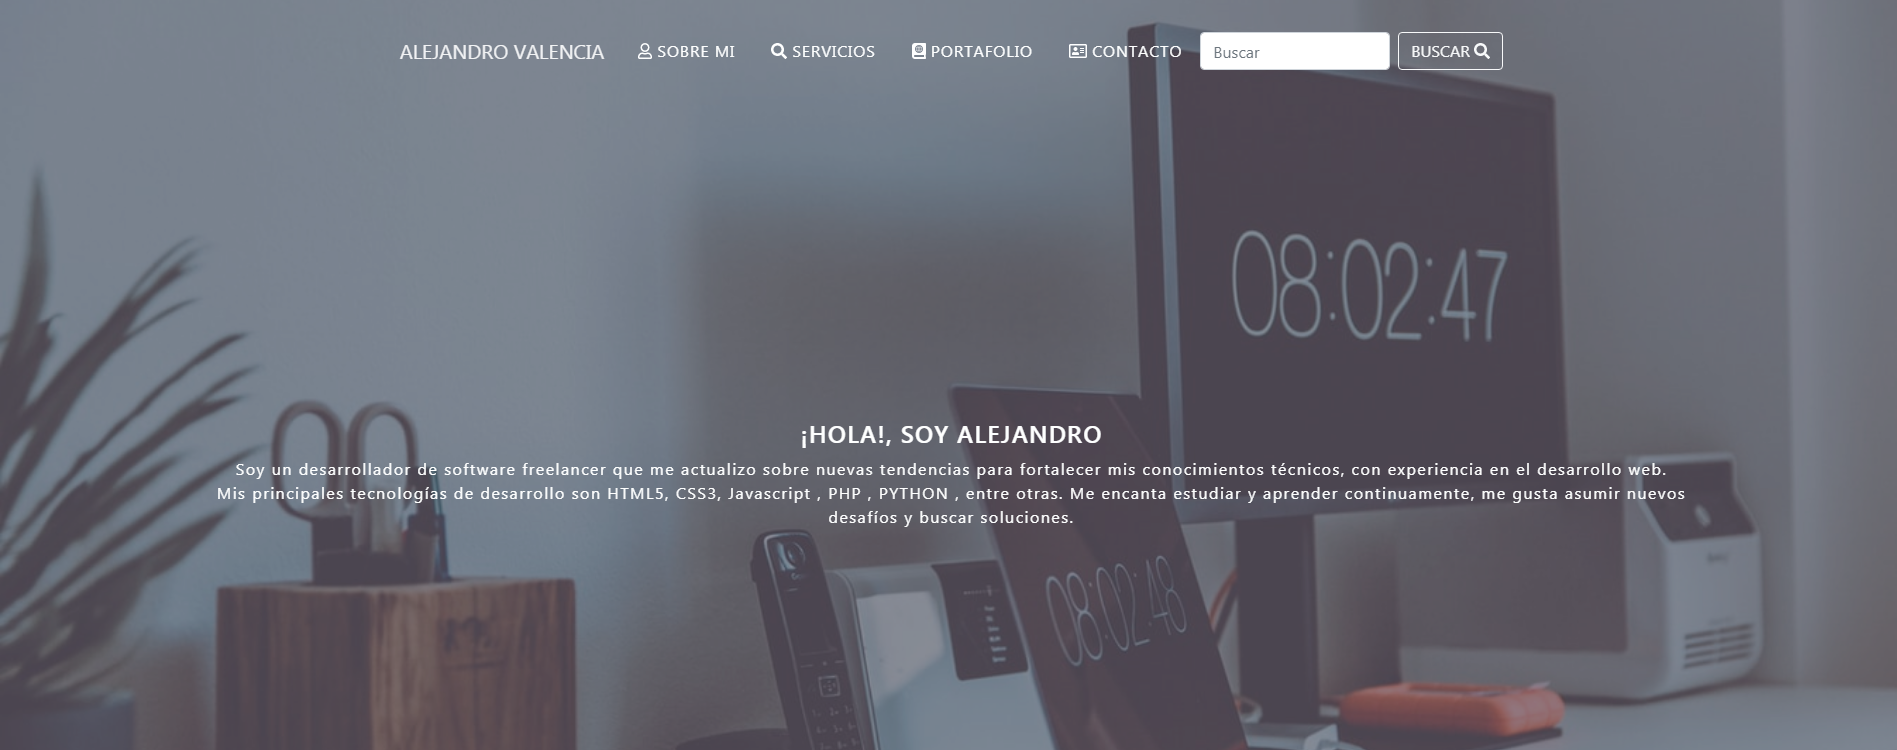 ALEJANDRO VALENCIA SOBRE MI SERVICIOS PORTAFOLIO CONTACTO Buscar BUSCAR
08:02:47
¡HOLA!, SOY ALEJANDRO
Soy un desarrollador de software freelancer que me actualizo sobre nuevas tendencias para fortalecer mis conocimientos técnicos, con experiencia en el desarrollo web.
Mis principales tecnologías de desarrollo son HTML5, CSS3, Javascript , PHP , PYTHON , entre otras. Me encanta estudiar y aprender continuamente, me gusta asumir nuevos
desafíos y buscar soluciones.
08:02:48